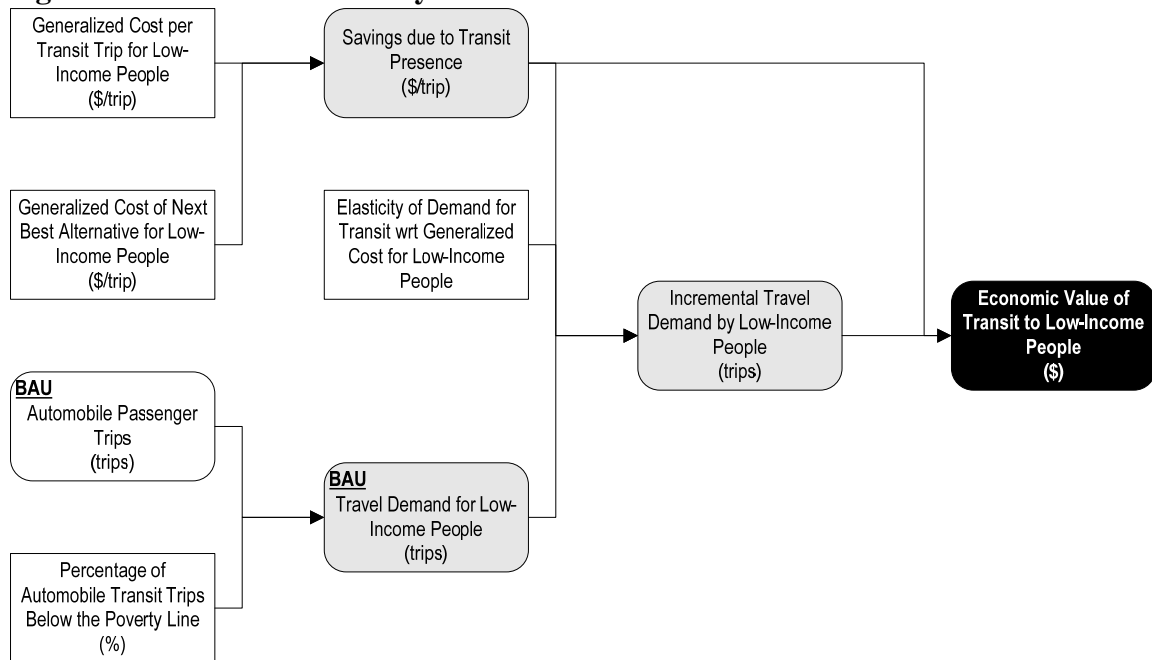 Generalized Cost per
Transit Trip for Low-
Income People
($/trip)
Savings due to Transit
Presence
($/trip)
Generalized Cost of Next
Best Alternative for Low-
Income People
($/trip)
Elasticity of Demand for
Transit wrt Generalized
Cost for Low-Income
People
Incremental Travel
Demand by Low-Income
People
(trips)
Economic Value of
Transit to Low-Income
People
($)
BAU
Automobile Passenger
Trips
(trips)
BAU
Travel Demand for Low-
Income People
(trips)
Percentage of
Automobile Transit Trips
Below the Poverty Line
(%)